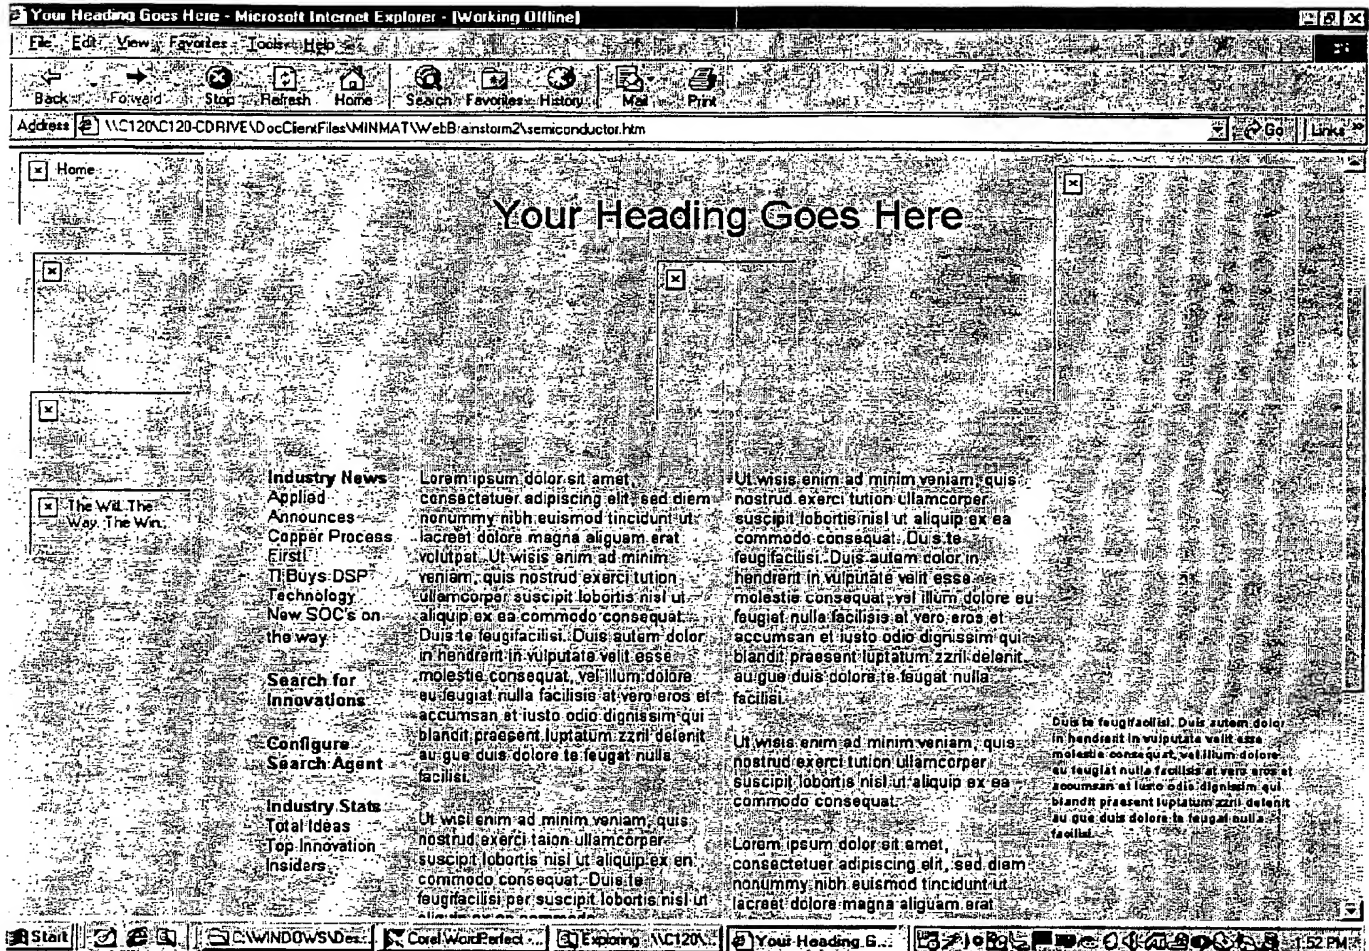 Your Heading Goes Here - Microsoft Internet Explorer - [Working Offline]
File Edit View Favorites Tools Help
Back Forward Stop Refresh Home Search Favorites History Mail Print
Address \\C120\C120-CDRIVE\DocClientFiles\MINMAT\WebBrainstorm2\semiconductor.htm Go Links
Home
Your Heading Goes Here
The Will. The
Way. The Win.
Industry News
Applied
Announces
Copper Process
First!
TI Buys DSP
Technology
New SOC's on
the way
Search for
Innovations
Configure
Search Agent
Industry Stats
Total Ideas
Top Innovation
Insiders
Lorem ipsum dolor sit amet,
consectetuer adipiscing elit, sed diem
nonummy nibh euismod tincidunt ut
lacreet dolore magna aliguam erat
volutpat. Ut wisis enim ad minim
veniam, quis nostrud exerci tution
ullamcorper suscipit lobortis nisl ut
aliquip ex ea commodo consequat.
Duis te feugifacilisi. Duis autem dolor
in hendrerit in vulputate velit esse
molestie consequat, vel illum dolore
eu feugiat nulla facilisis at vero eros et
accumsan et iusto odio dignissim qui
blandit praesent luptatum zzril delenit
au gue duis dolore te feugat nulla
facilisi.
Ut wisi enim ad minim veniam, quis
nostrud exerci taion ullamcorper
suscipit lobortis nisl ut aliquip ex en
commodo consequat. Duis te
feugifacilisi per suscipit lobortis nisl ut
Ut wisis enim ad minim veniam, quis
nostrud exerci tution ullamcorper
suscipit lobortis nisl ut aliquip ex ea
commodo consequat. Duis te
feugifacilisi. Duis autem dolor in
hendrerit in vulputate velit esse
molestie consequat, vel illum dolore eu
feugiat nulla facilisis at vero eros et
accumsan et iusto odio dignissim qui
blandit praesent luptatum zzril delenit
au gue duis dolore te feugat nulla
facilisi.
Ut wisis enim ad minim veniam, quis
nostrud exerci tution ullamcorper
suscipit lobortis nisl ut aliquip ex ea
commodo consequat.
Lorem ipsum dolor sit amet,
consectetuer adipiscing elit, sed diem
nonummy nibh euismod tincidunt ut
lacreet dolore magna aliguam erat
Duis te feugifacilisi. Duis autem dolor
in hendrerit in vulputate velit esse
molestie consequat, vel illum dolore
eu feugiat nulla facilisis at vero eros et
accumsan et iusto odio dignissim qui
blandit praesent luptatum zzril delenit
au gue duis dolore te feugat nulla
facilisi.
Start C:\WINDOWS\Des... Corel WordPerfect -... Exploring - \\C120\... Your Heading G... :52 PM